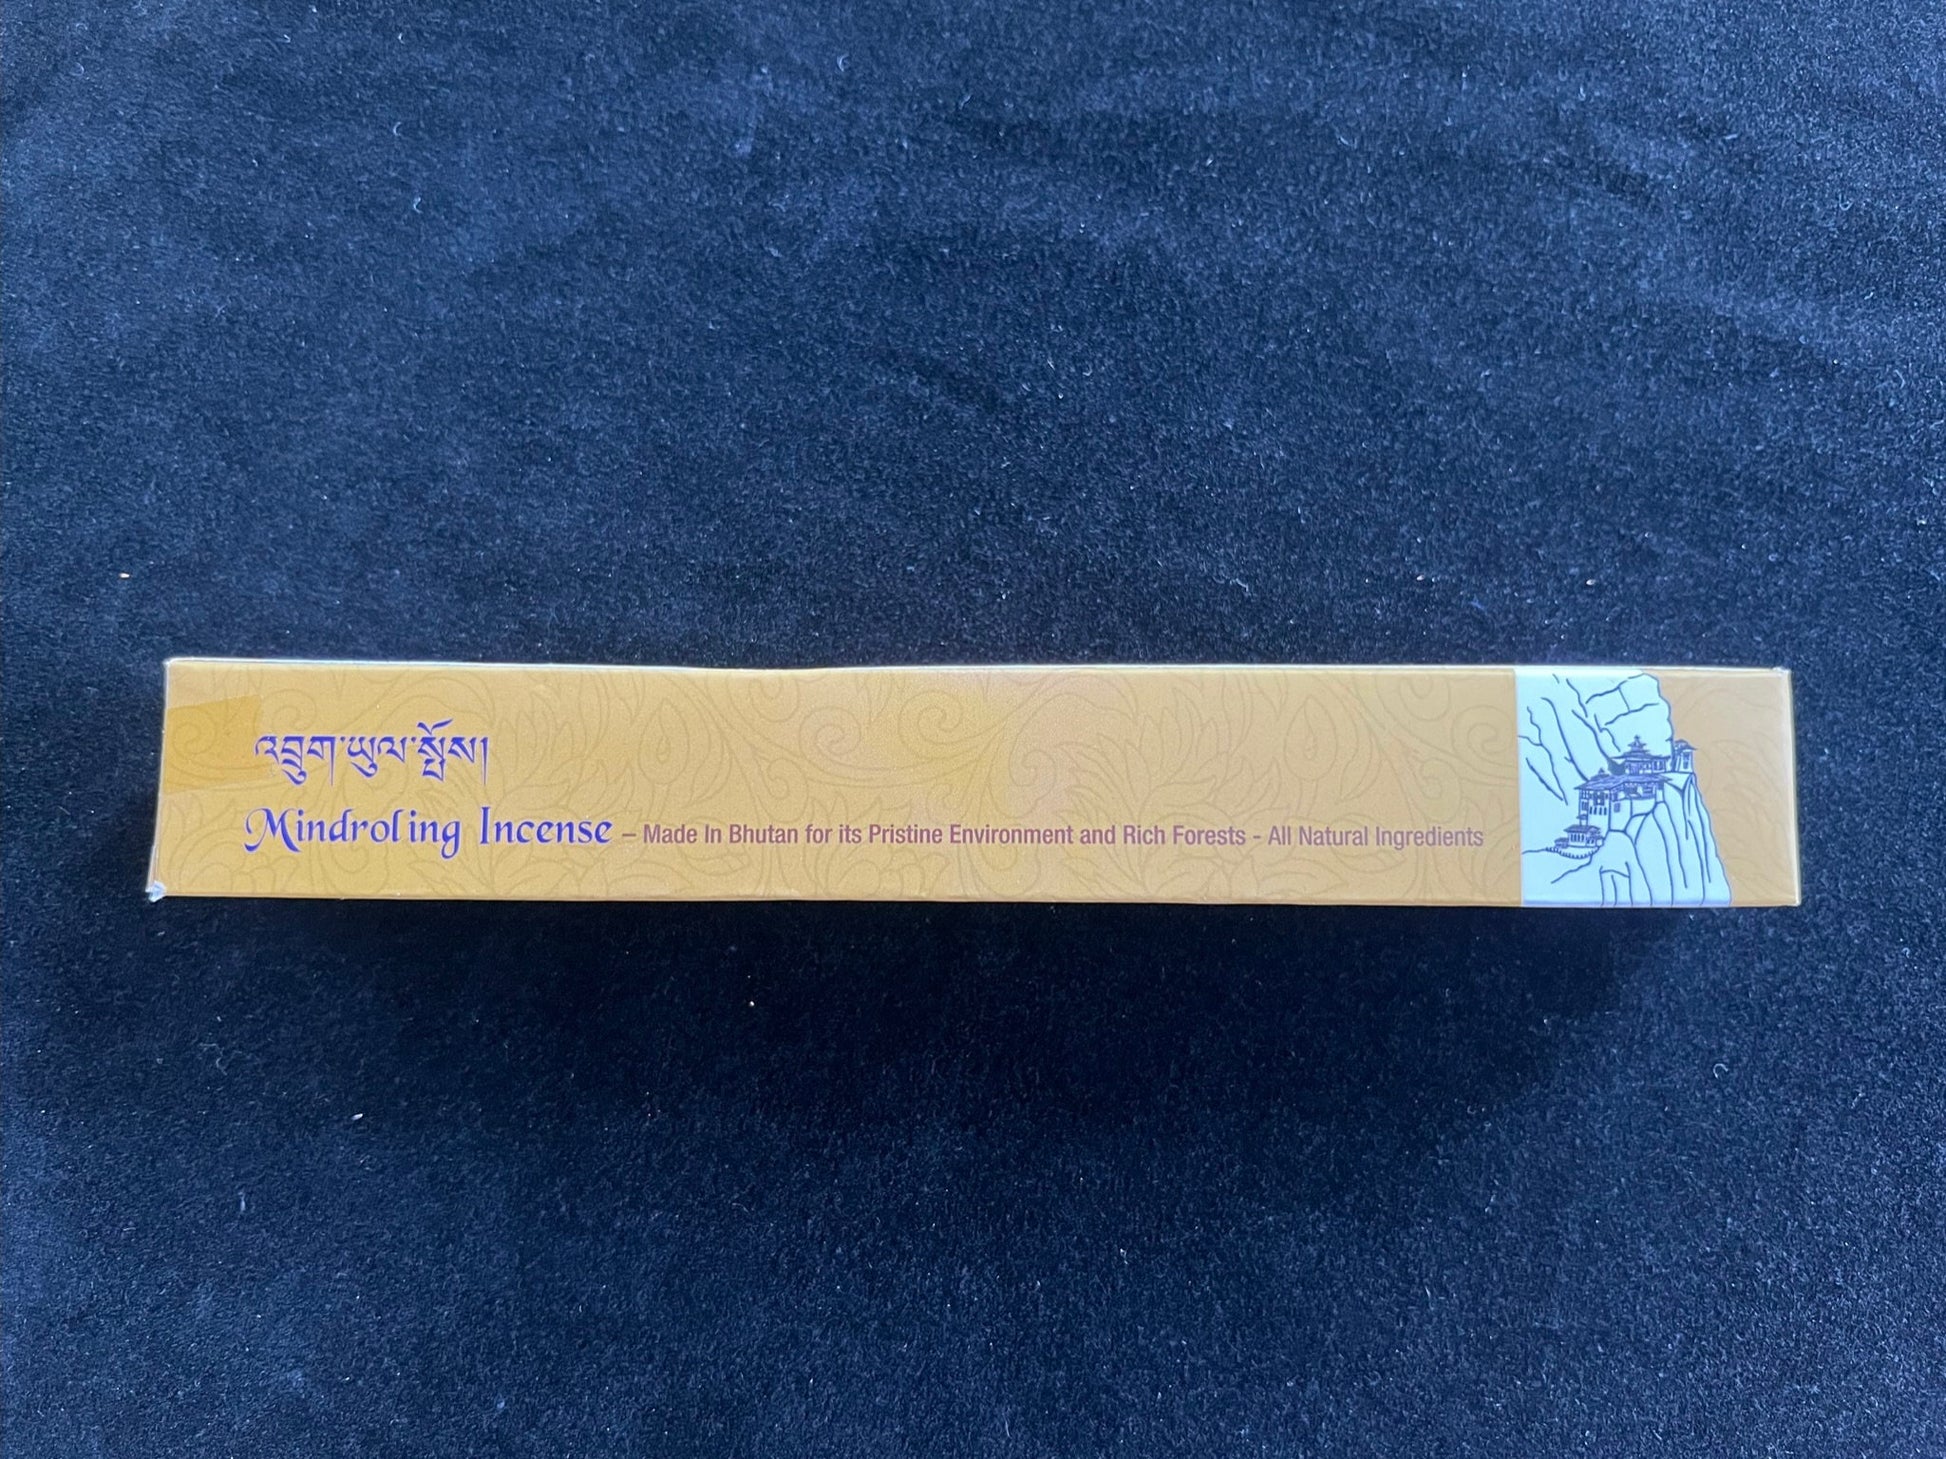 འབྲུག་ཡུལ་སྤོས།
Mindroling Incense – Made In Bhutan for its Pristine Environment and Rich Forests - All Natural Ingredients